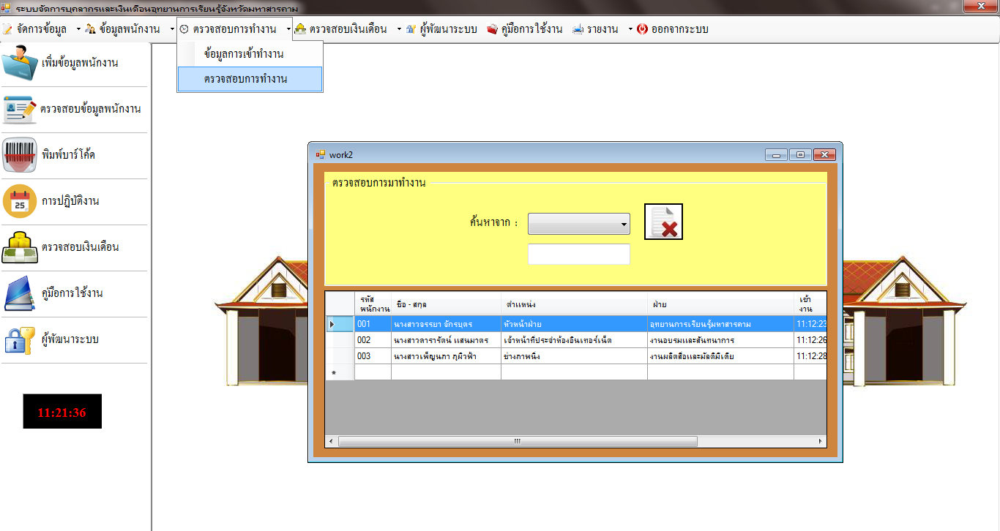 ระบบจัดการบุคลากรและเงินเดือนอุทยานการเรียนรู้จังหวัดมหาสารคาม
จัดการข้อมูล ข้อมูลพนักงาน ตรวจสอบการทำงาน ตรวจสอบเงินเดือน ผู้พัฒนาระบบ คู่มือการใช้งาน รายงาน ออกจากระบบ
ข้อมูลการเข้าทำงาน
ตรวจสอบการทำงาน
เพิ่มข้อมูลพนักงาน
ตรวจสอบข้อมูลพนักงาน
พิมพ์บาร์โค้ด
25
การปฏิบัติงาน
ตรวจสอบเงินเดือน
คู่มือการใช้งาน
ผู้พัฒนาระบบ
11:21:36
work2
ตรวจสอบการมาทำงาน
ค้นหาจาก :
รหัสพนักงาน ชื่อ - สกุล ตำแหน่ง ฝ่าย เข้างาน
001 นางสาวจรรยา จักรบุตร หัวหน้าฝ่าย อุทยานการเรียนรู้มหาสารคาม 11:12:23
002 นางสาวดารารัตน์ แสนมาตร เจ้าหน้าที่ประจำห้องอินเทอร์เน็ต งานอบรมและสันทนาการ 11:12:26
003 นางสาวเพ็ญนภา ภูผิวฟ้า ช่างภาพนิ่ง งานผลิตสื่อและมัลติมีเดีย 11:12:28